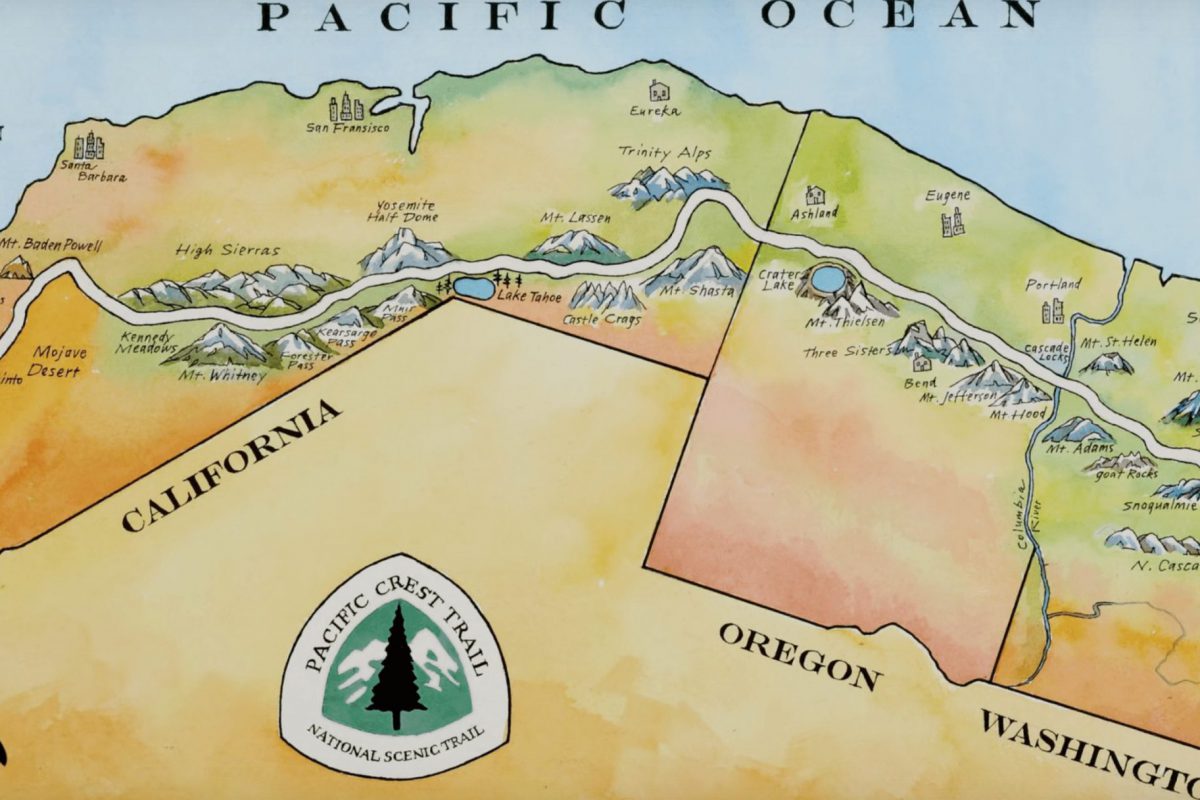 PACIFIC OCEAN
Eureka
San Fransisco
Santa
Barbara
Trinity Alps
Ashland
Eugene
Yosemite
Half Dome
Mt. Lassen
Mt. Baden Powell
High Sierras
Crater
Lake
Lake Tahoe
Mt. Shasta
Castle Crags
Mt. Thielsen
Portland
Muir
Pass
Kearsarge
Pass
Forester
Pass
Kennedy
Meadows
Mt. Whitney
Mojave
Desert
into
Three Sisters
Bend
Mt. Jefferson
Mt Hood
Cascade
Locks
Mt. St. Helen
Mt.
Mt. Adams
goat Rocks
Snoqualmie
N. Casca
Columbia
River
CALIFORNIA
OREGON
WASHINGTO
PACIFIC CREST TRAIL
NATIONAL SCENIC TRAIL